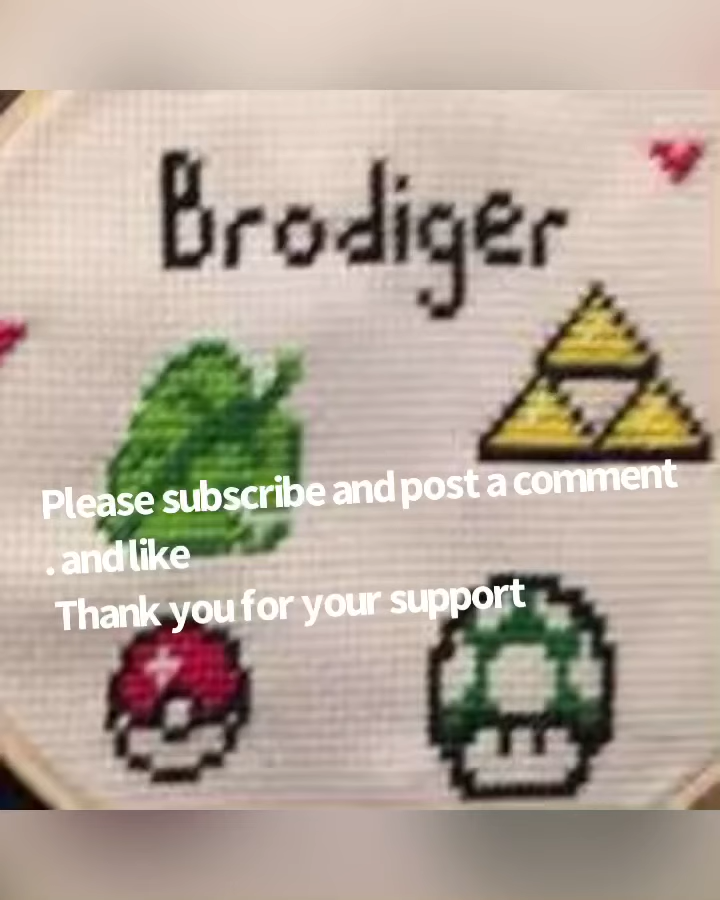 Brodiger
Please subscribe and post a comment
. and like
Thank you for your support